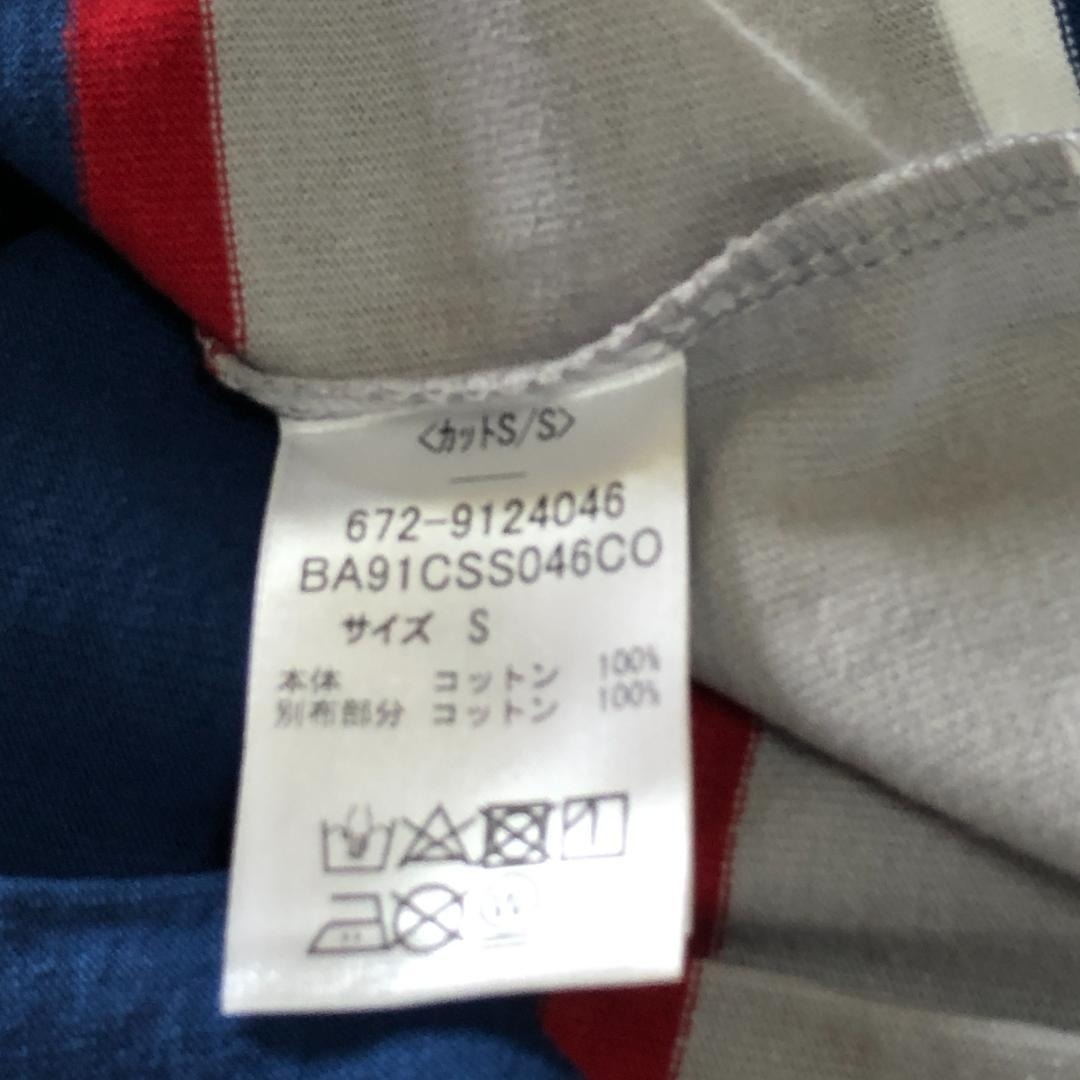 <カットS/S>
672-9124046
BA91CSS046CO
サイズ S
本体 コットン 100%
別布部分 コットン 100%
W